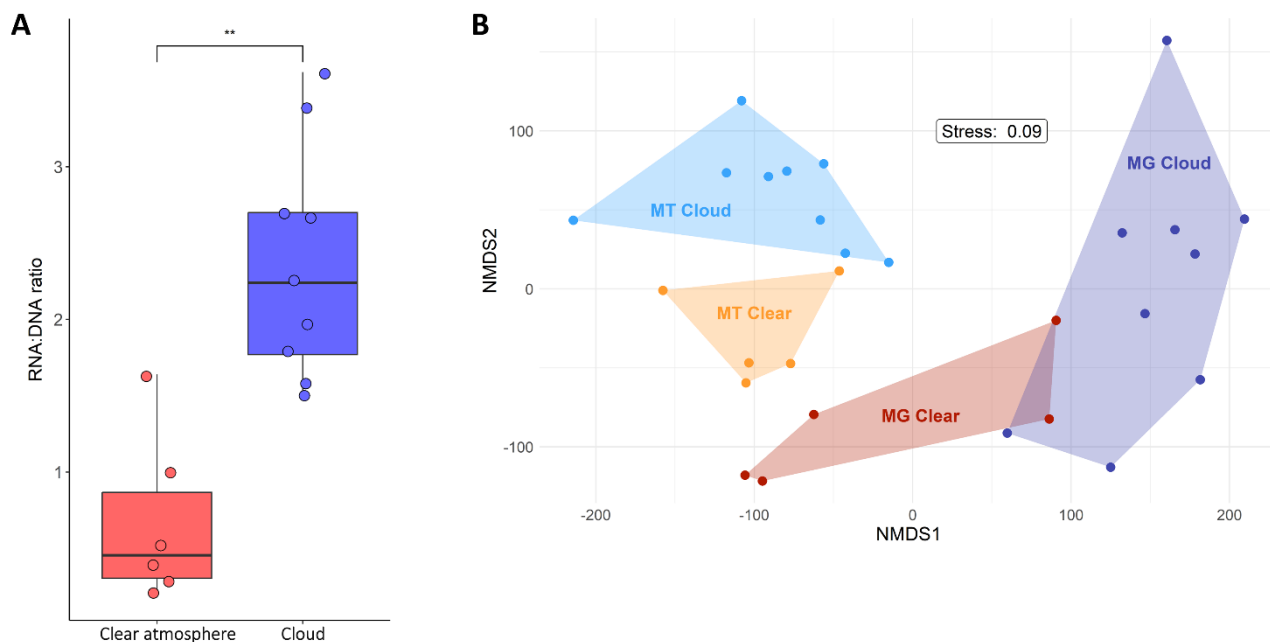 A
**
RNA:DNA ratio
3
2
1
Clear atmosphere
Cloud
B
Stress: 0.09
MG Cloud
MT Cloud
MT Clear
MG Clear
NMDS2
100
0
-100
-200
-100
0
100
200
NMDS1